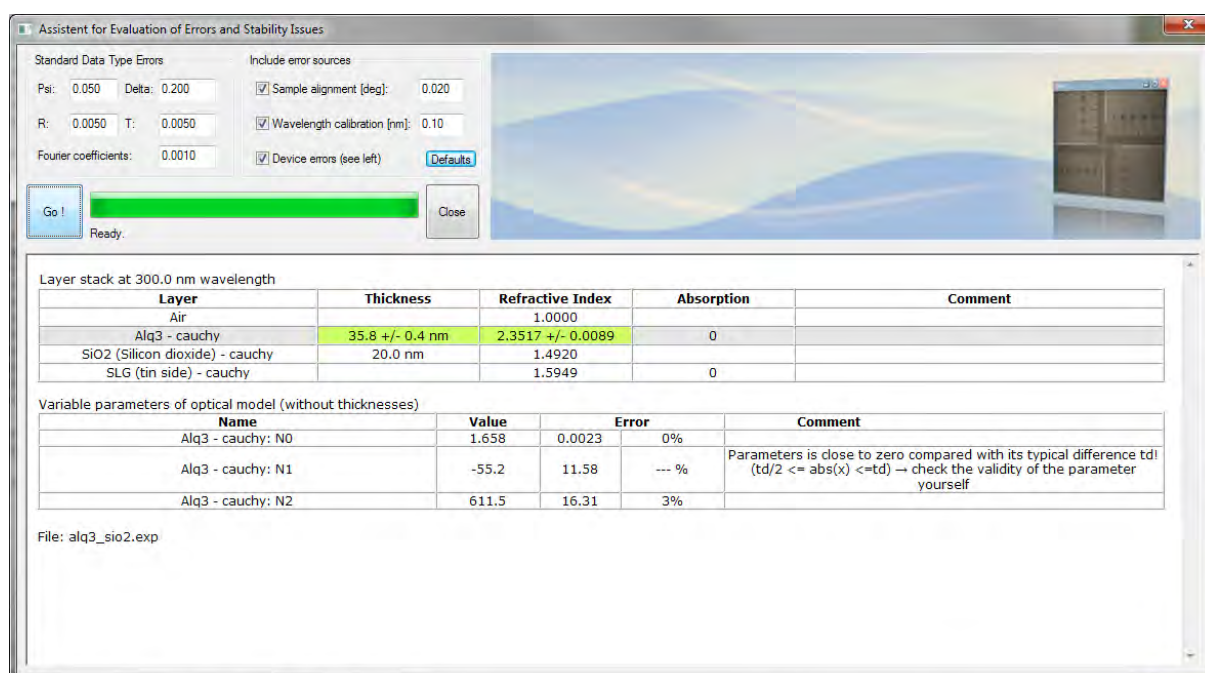 Assistent for Evaluation of Errors and Stability Issues
Standard Data Type Errors
Include error sources
Psi: 0.050 Delta: 0.200
Sample alignment [deg]: 0.020
R: 0.0050 T: 0.0050
Wavelength calibration [nm]: 0.10
Fourier coefficients: 0.0010
Device errors (see left)
Defaults
Go !
Close
Ready.
Layer stack at 300.0 nm wavelength
Layer Thickness Refractive Index Absorption Comment
Air 1.0000
Alq3 - cauchy 35.8 +/- 0.4 nm 2.3517 +/- 0.0089 0
SiO2 (Silicon dioxide) - cauchy 20.0 nm 1.4920
SLG (tin side) - cauchy 1.5949 0
Variable parameters of optical model (without thicknesses)
Name Value Error Comment
Alq3 - cauchy: N0 1.658 0.0023 0%
Alq3 - cauchy: N1 -55.2 11.58 --- % Parameters is close to zero compared with its typical difference td!
(td/2 <= abs(x) <=td) → check the validity of the parameter
yourself
Alq3 - cauchy: N2 611.5 16.31 3%
File: alq3_sio2.exp